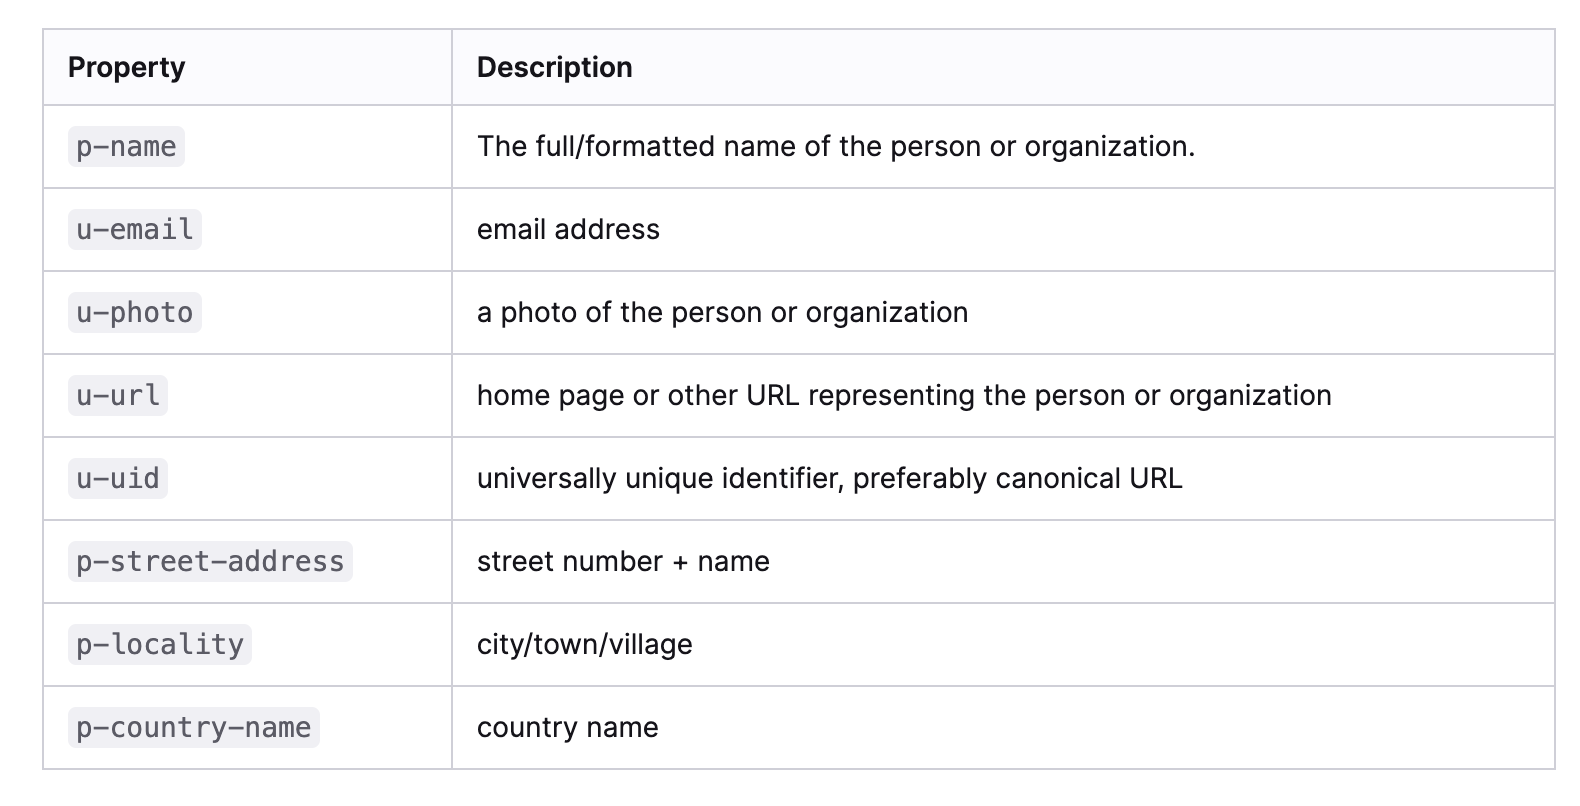 Property Description
p-name The full/formatted name of the person or organization.
u-email email address
u-photo a photo of the person or organization
u-url home page or other URL representing the person or organization
u-uid universally unique identifier, preferably canonical URL
p-street-address street number + name
p-locality city/town/village
p-country-name country name